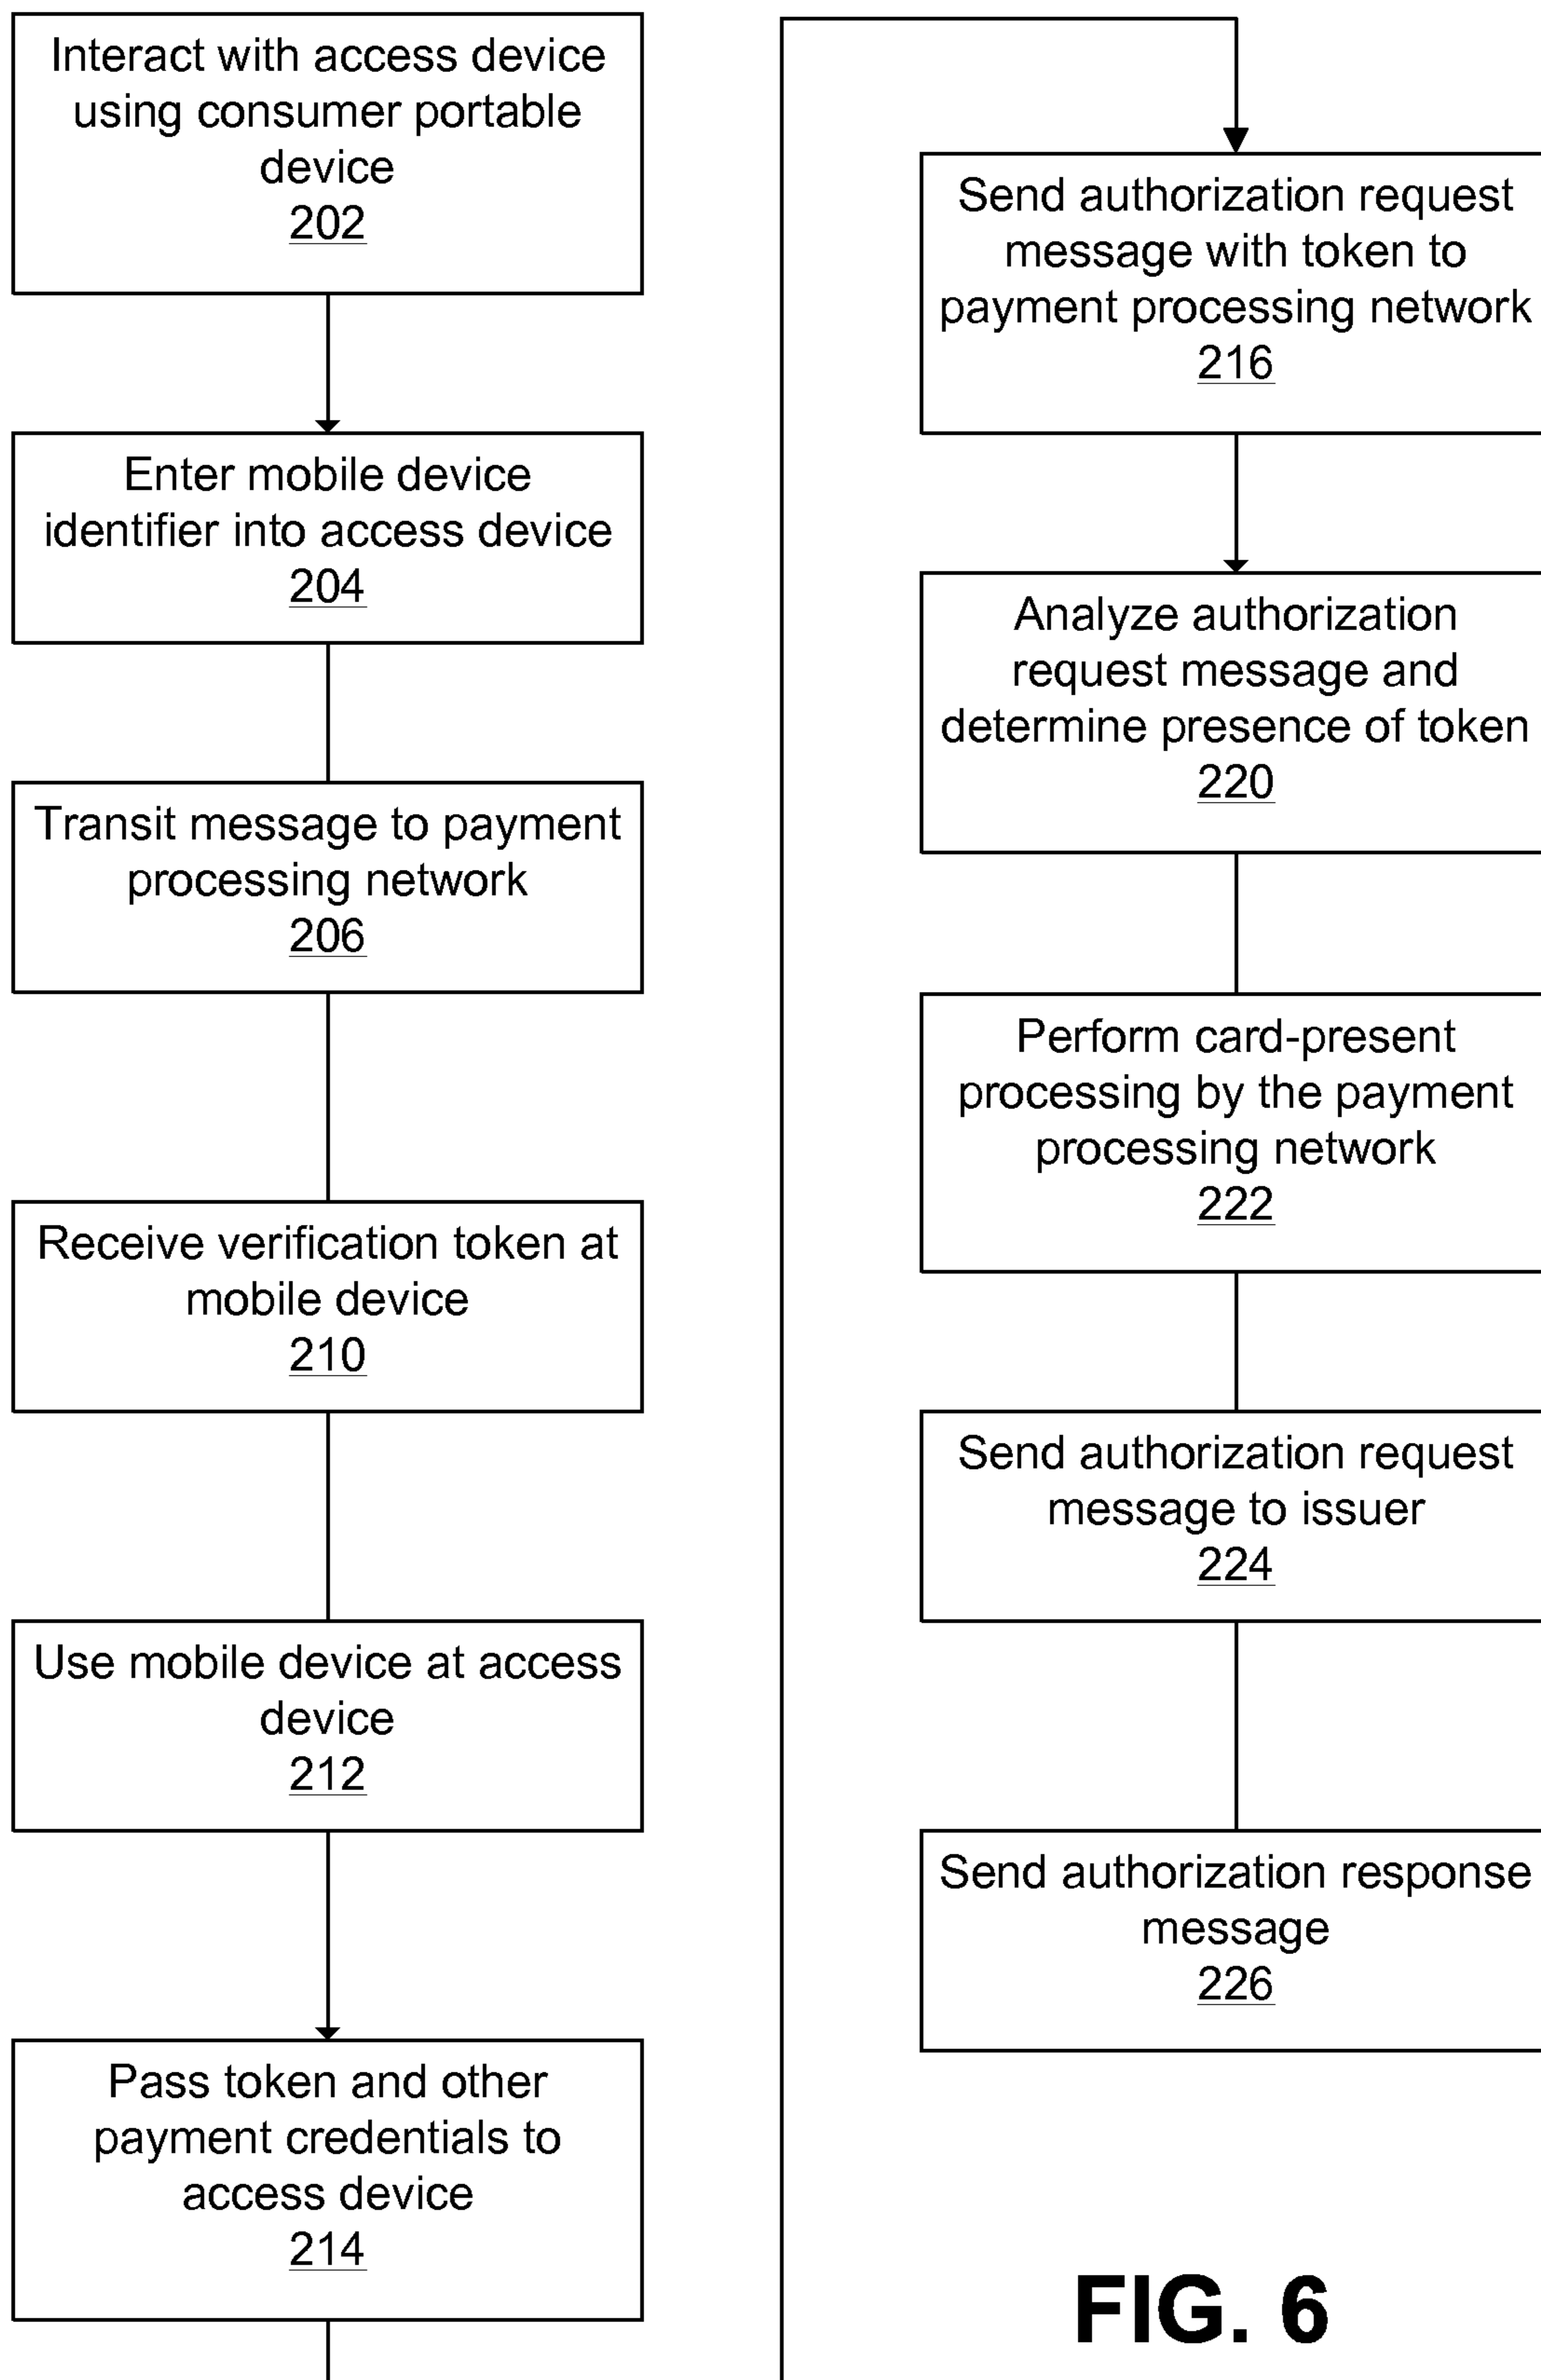 Interact with access device
using consumer portable
device
202
Enter mobile device
identifier into access device
204
Transit message to payment
processing network
206
Receive verification token at
mobile device
210
Use mobile device at access
device
212
Pass token and other
payment credentials to
access device
214
Send authorization request
message with token to
payment processing network
216
Analyze authorization
request message and
determine presence of token
220
Perform card-present
processing by the payment
processing network
222
Send authorization request
message to issuer
224
Send authorization response
message
226
FIG. 6